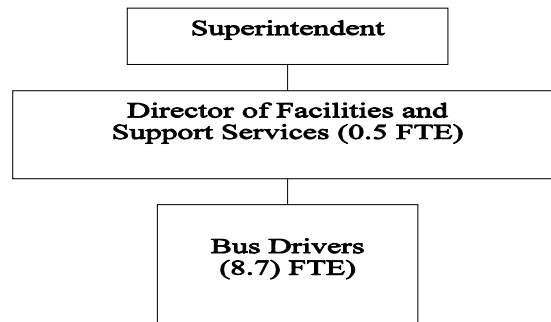 Superintendent
Director of Facilities and
Support Services (0.5 FTE)
Bus Drivers
(8.7) FTE)